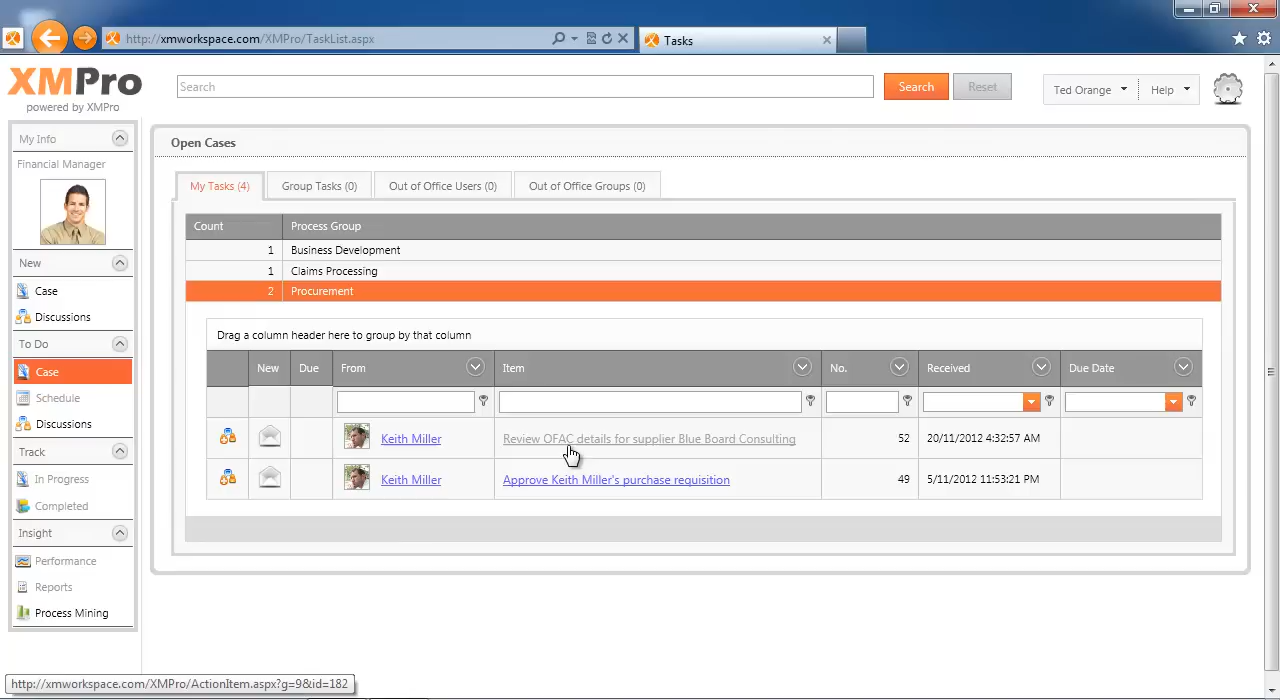 http://xmworkspace.com/XMPro/TaskList.aspx
Tasks
XMPro
powered by XMPro
Search
Search
Reset
Ted Orange
Help
My Info
Financial Manager
New
Case
Discussions
To Do
Case
Schedule
Discussions
Track
In Progress
Completed
Insight
Performance
Reports
Process Mining
Open Cases
My Tasks (4)
Group Tasks (0)
Out of Office Users (0)
Out of Office Groups (0)
Count Process Group
1 Business Development
1 Claims Processing
2 Procurement
Drag a column header here to group by that column
New Due From Item No. Received Due Date
Keith Miller Review OFAC details for supplier Blue Board Consulting 52 20/11/2012 4:32:57 AM
Keith Miller Approve Keith Miller's purchase requisition 49 5/11/2012 11:53:21 PM
http://xmworkspace.com/XMPro/ActionItem.aspx?g=9&id=182